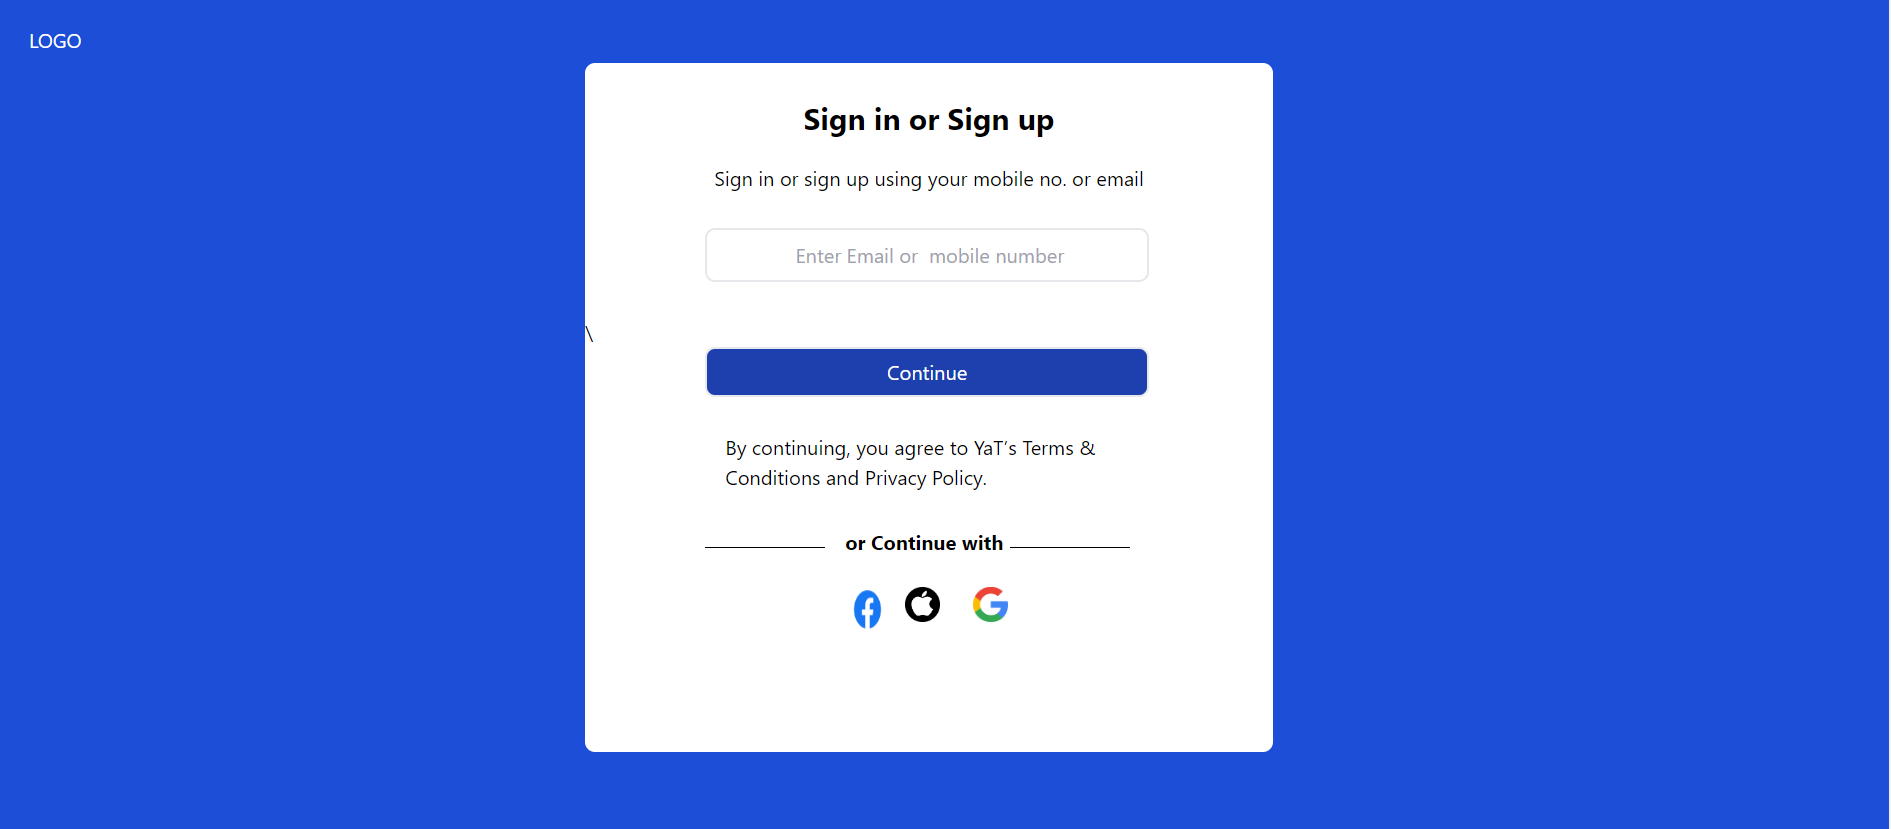 LOGO
Sign in or Sign up
Sign in or sign up using your mobile no. or email
Enter Email or  mobile number
\
Continue
By continuing, you agree to YaT’s Terms &
Conditions and Privacy Policy.
or Continue with